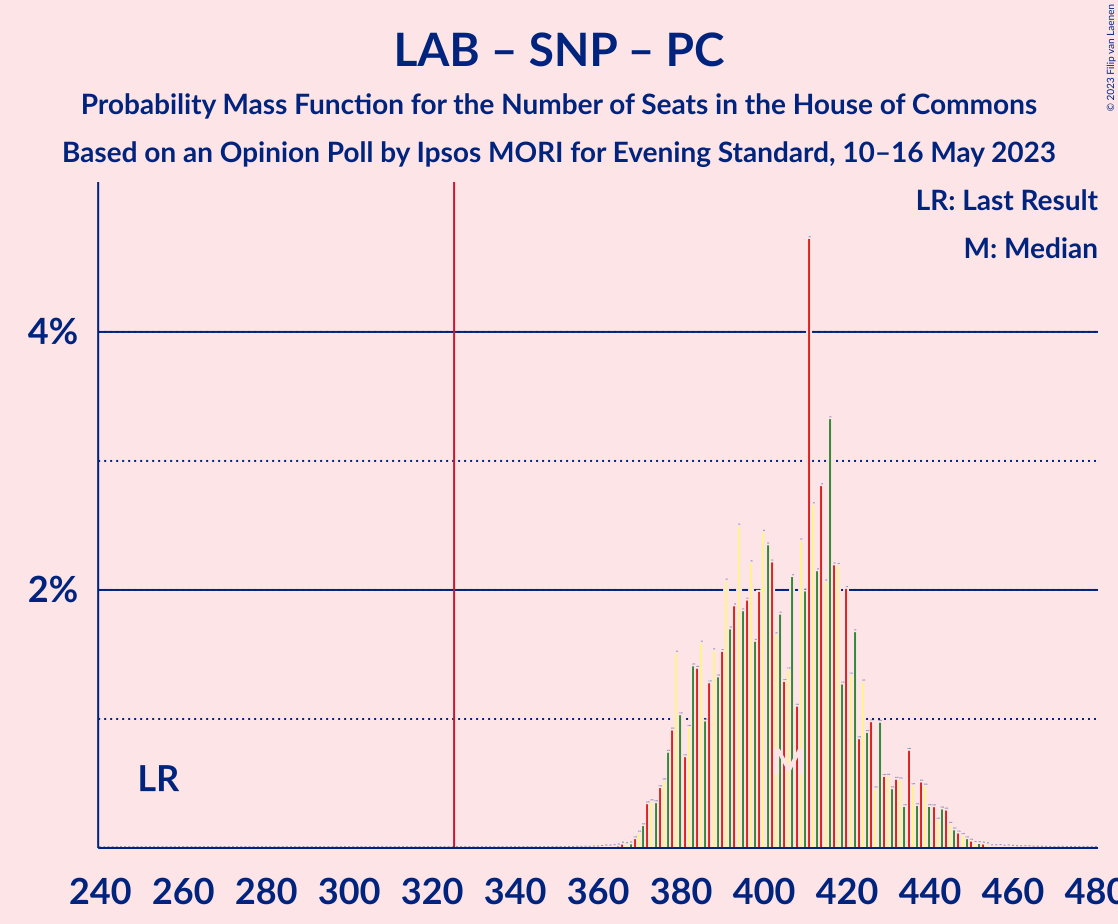 © 2023 Filip van Laenen
LAB – SNP – PC
Probability Mass Function for the Number of Seats in the House of Commons
Based on an Opinion Poll by Ipsos MORI for Evening Standard, 10–16 May 2023
LR: Last Result
M: Median
4%
2%
LR
M
240 260 280 300 320 340 360 380 400 420 440 460 480